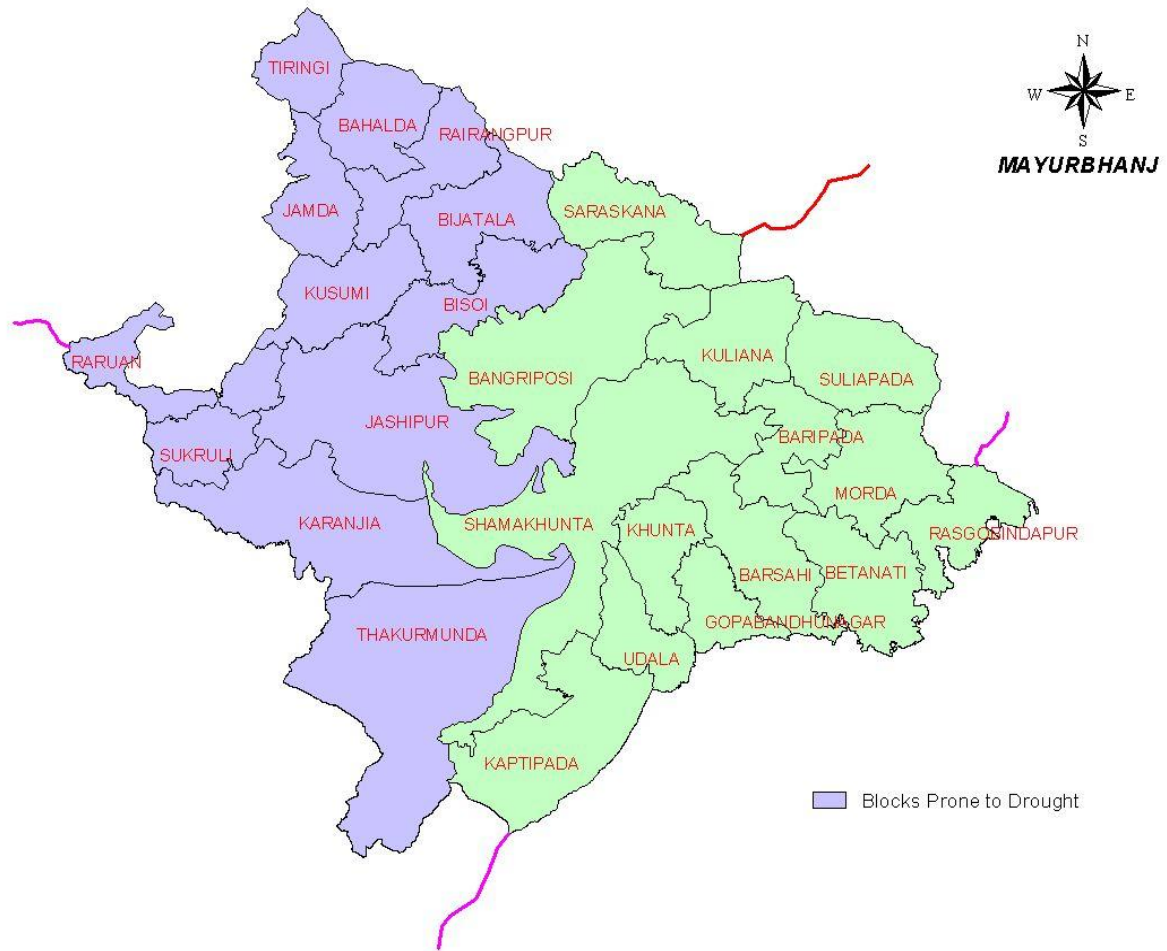 N
W E
S
MAYURBHANJ
TIRINGI
BAHALDA
RAIRANGPUR
JAMDA
BIJATALA
SARASKANA
KUSUMI
BISOI
RARUAN
BANGRIPOSI
KULIANA
SULIAPADA
JASHIPUR
SUKRULI
BARIPADA
MORDA
KARANJIA
SHAMAKHUNTA
KHUNTA
RASGOBINDAPUR
BARSAHI
BETANATI
GOPABANDHUNAGAR
THAKURMUNDA
UDALA
KAPTIPADA
Blocks Prone to Drought